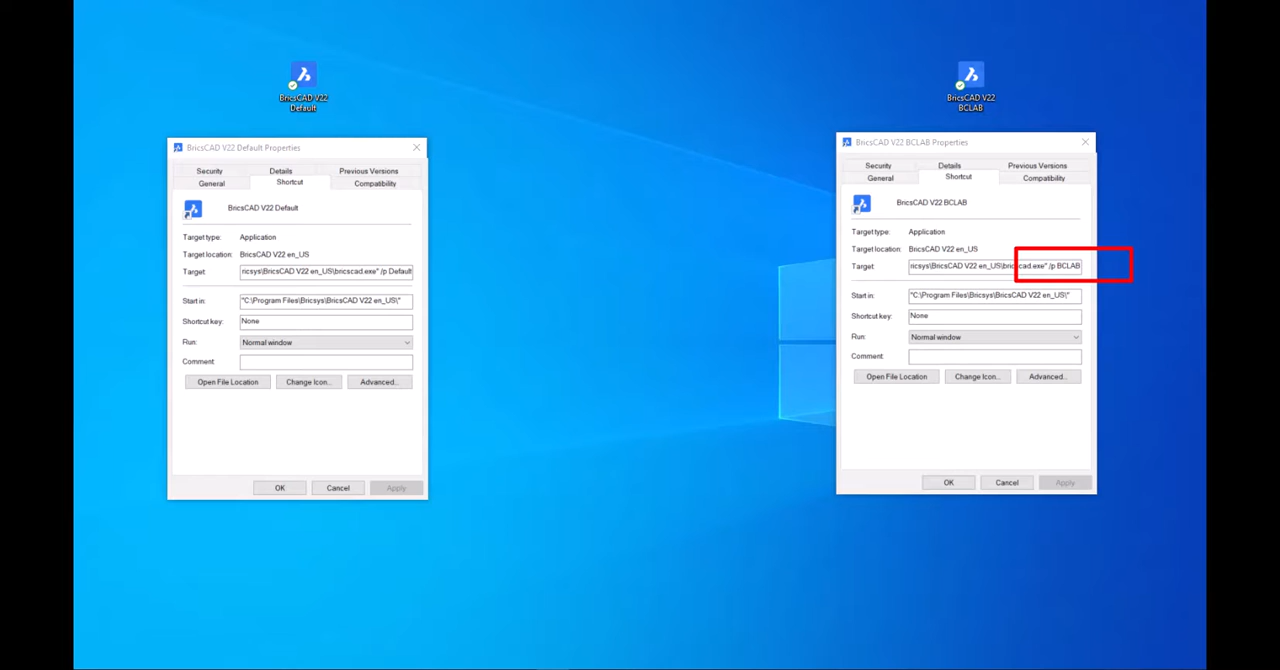 BricsCAD V22
Default
BricsCAD V22
BCLAB
BricsCAD V22 Default Properties
Security Details Previous Versions
General Shortcut Compatibility
BricsCAD V22 Default
Target type: Application
Target location: BricsCAD V22 en_US
Target: ricsys\BricsCAD V22 en_US\bricscad.exe" /p Default
Start in: "C:\Program Files\Bricsys\BricsCAD V22 en_US\"
Shortcut key: None
Run: Normal window
Comment:
Open File Location Change Icon... Advanced...
OK Cancel Apply
BricsCAD V22 BCLAB Properties
Security Details Previous Versions
General Shortcut Compatibility
BricsCAD V22 BCLAB
Target type: Application
Target location: BricsCAD V22 en_US
Target: ricsys\BricsCAD V22 en_US\bricscad.exe" /p BCLAB
Start in: "C:\Program Files\Bricsys\BricsCAD V22 en_US\"
Shortcut key: None
Run: Normal window
Comment:
Open File Location Change Icon... Advanced...
OK Cancel Apply